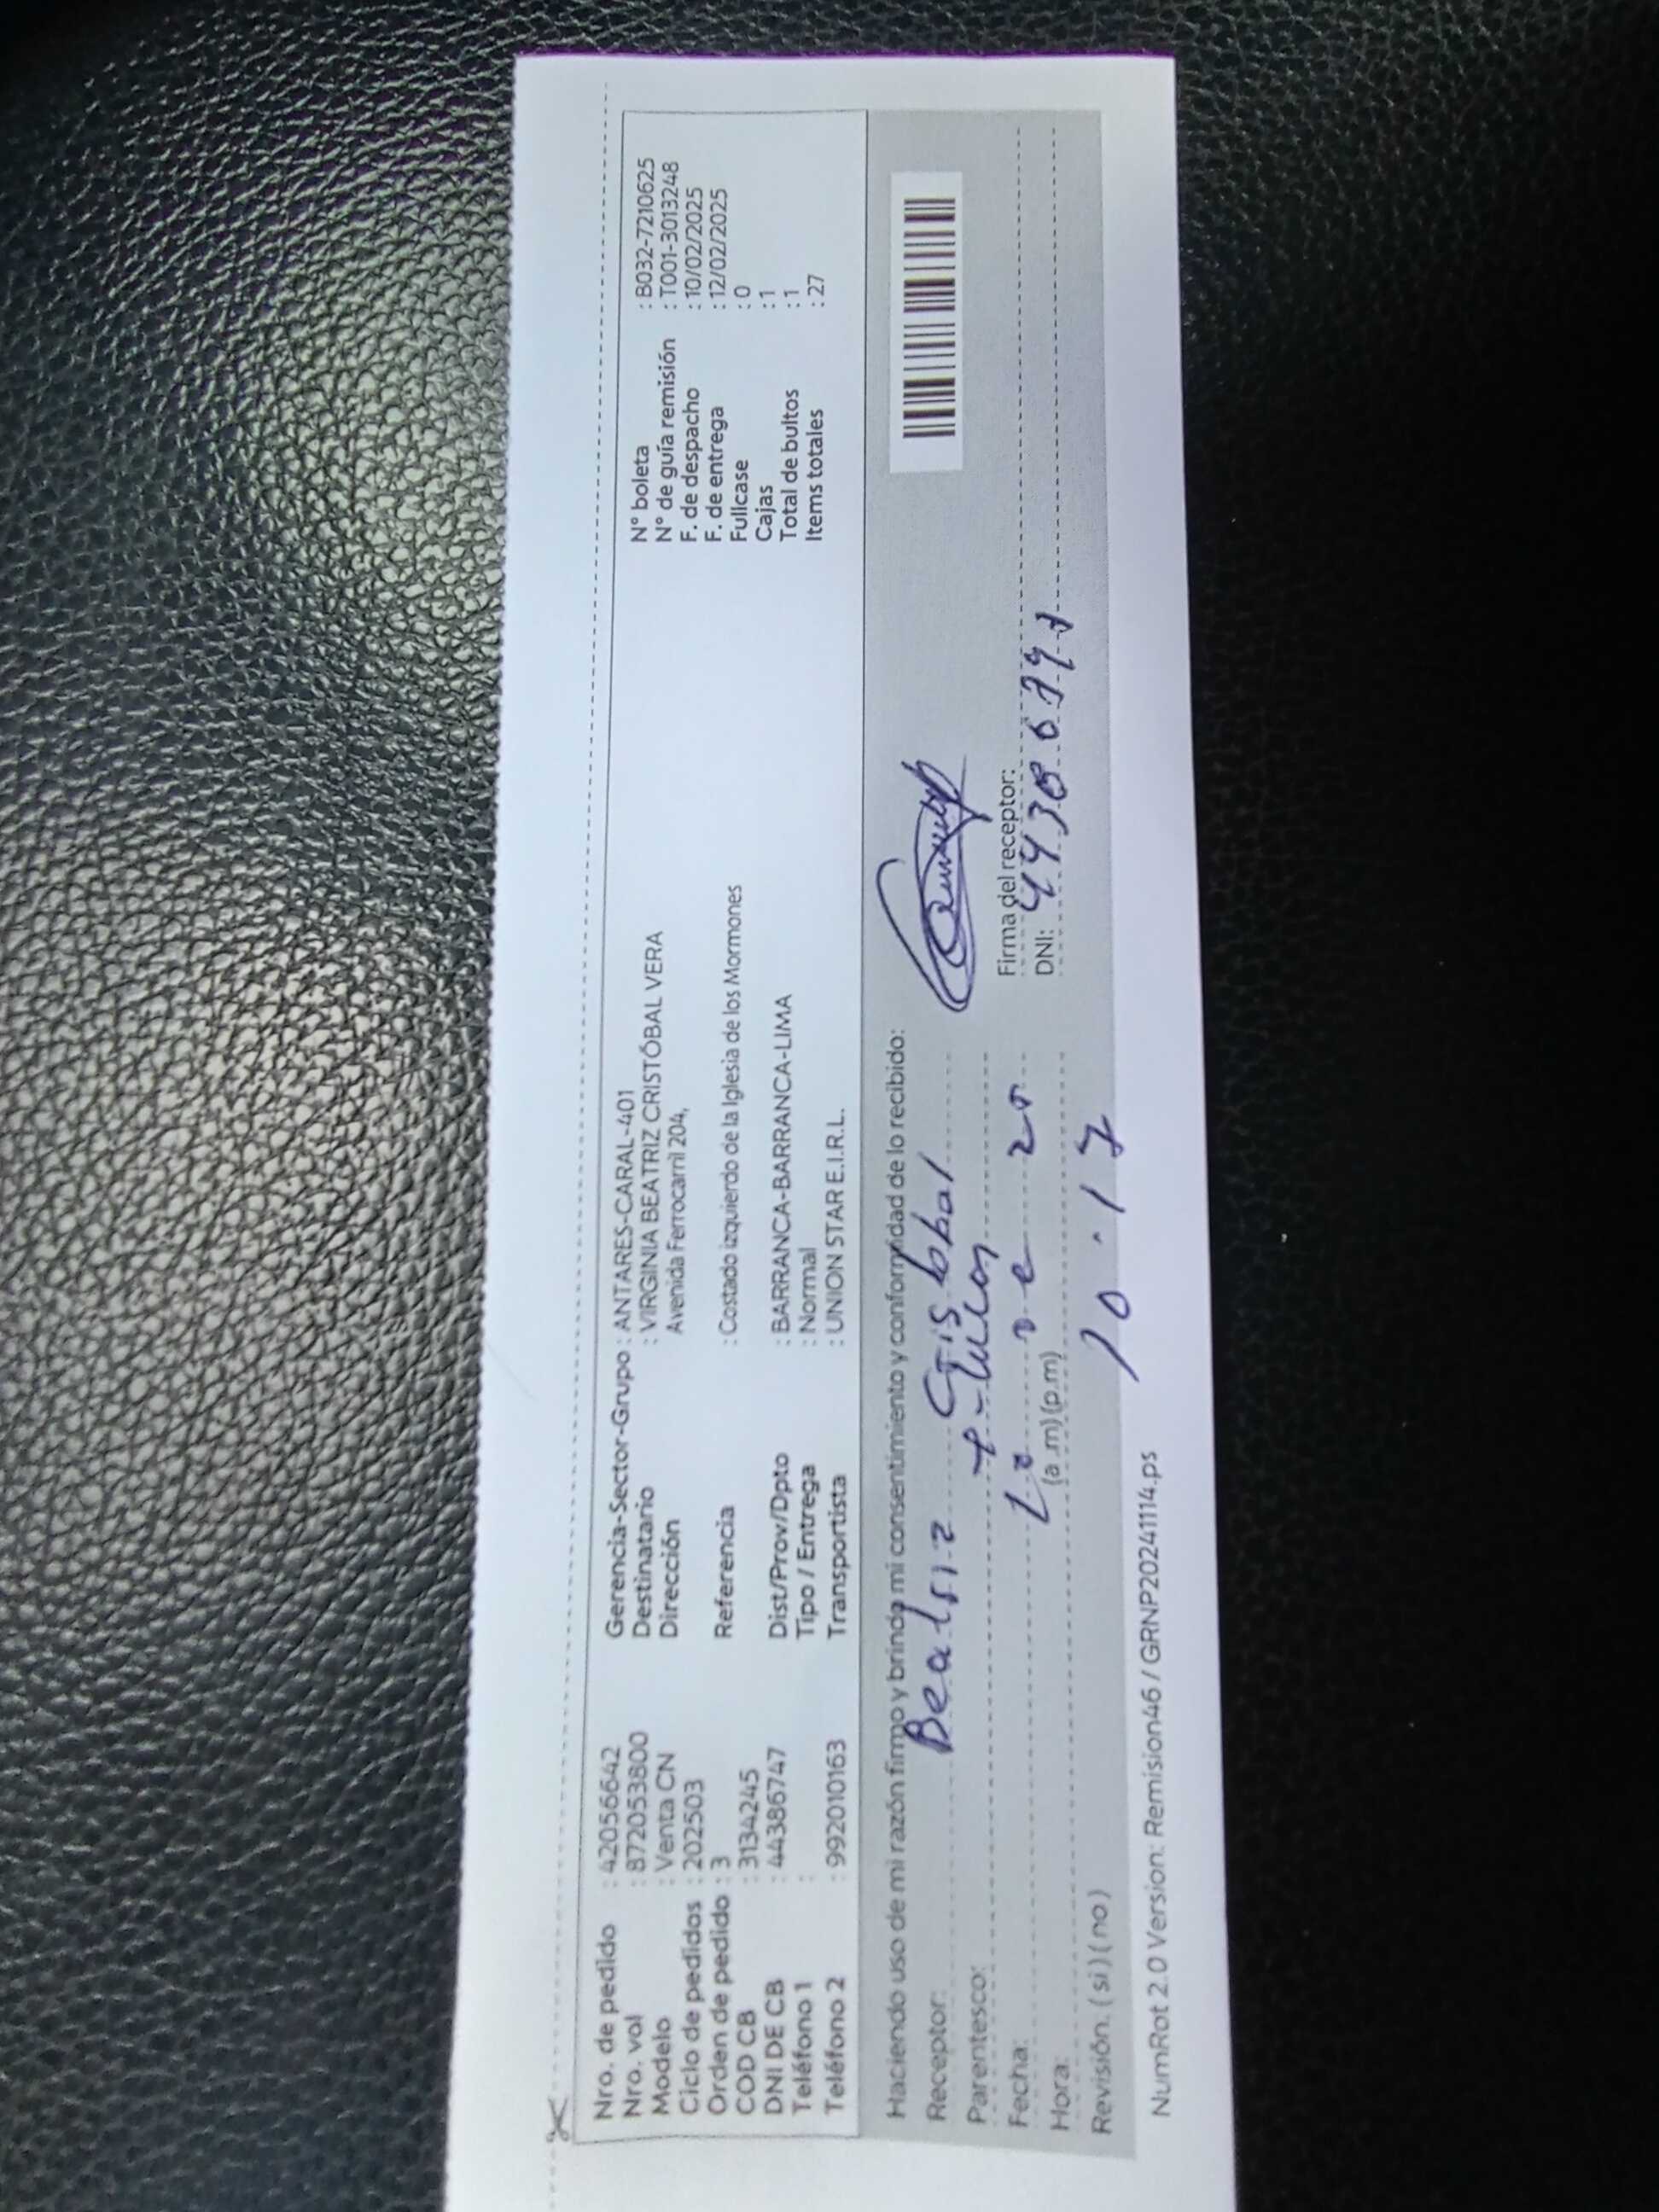 Nro. de pedido : 42056642
Nro. val : 872053800
Modelo : Venta CN
Ciclo de pedidos : 202503
Orden de pedido : 3
COD CB : 3134245
DNI DE CB : 44386747
Teléfono 1 :
Teléfono 2 : 992010163
Gerencia-Sector-Grupo : ANTARES-CARAL-401
Destinatario : VIRGINIA BEATRIZ CRISTÓBAL VERA
Dirección Avenida Ferrocarril 204,
Referencia : Costado izquierdo de la Iglesia de los Mormones
Dist/Prov/Dpto : BARRANCA-BARRANCA-LIMA
Tipo / Entrega : Normal
Transportista : UNION STAR E.I.R.L.
N° boleta : B032-7210625
N° de guía remisión : T001-3013248
F. de despacho : 10/02/2025
F. de entrega : 12/02/2025
Fullcase : 0
Cajas : 1
Total de bultos : 1
Items totales : 27
Haciendo uso de mi razón firmo y brindo mi consentimiento y conformidad de lo recibido:
Receptor: Beatriz Cristobal
Parentesco:
Fecha:
Hora: (a .m) (p.m) 10:17
Revisión. ( si ) ( no )
Firma del receptor:
DNI:
NumRot 2.0 Version: Remision46 / GRNP20241114.ps